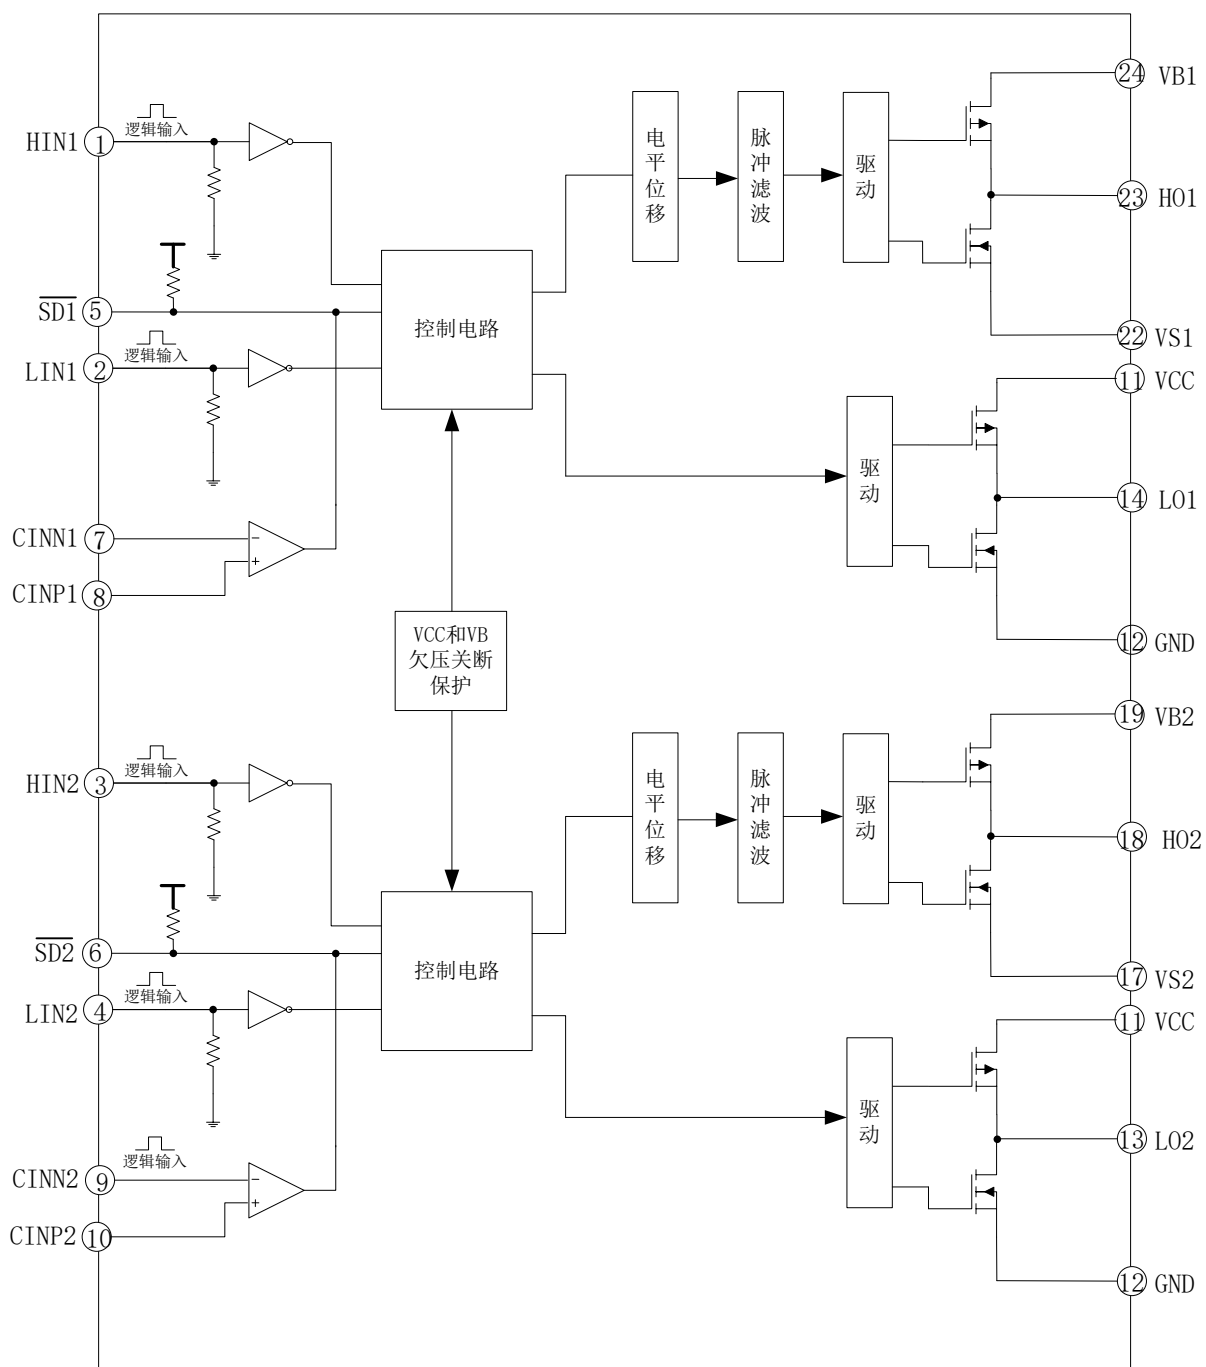 24 VB1
逻辑输入
HIN1 1
电平位移
脉冲滤波
驱动
23 HO1
SD1 5
控制电路
22 VS1
逻辑输入
LIN1 2
11 VCC
驱动
14 LO1
CINN1 7
-
+
CINP1 8
VCC和VB
欠压关断
保护
12 GND
19 VB2
逻辑输入
HIN2 3
电平位移
脉冲滤波
驱动
18 HO2
SD2 6
控制电路
17 VS2
逻辑输入
LIN2 4
11 VCC
驱动
13 LO2
逻辑输入
CINN2 9
-
+
CINP2 10
12 GND